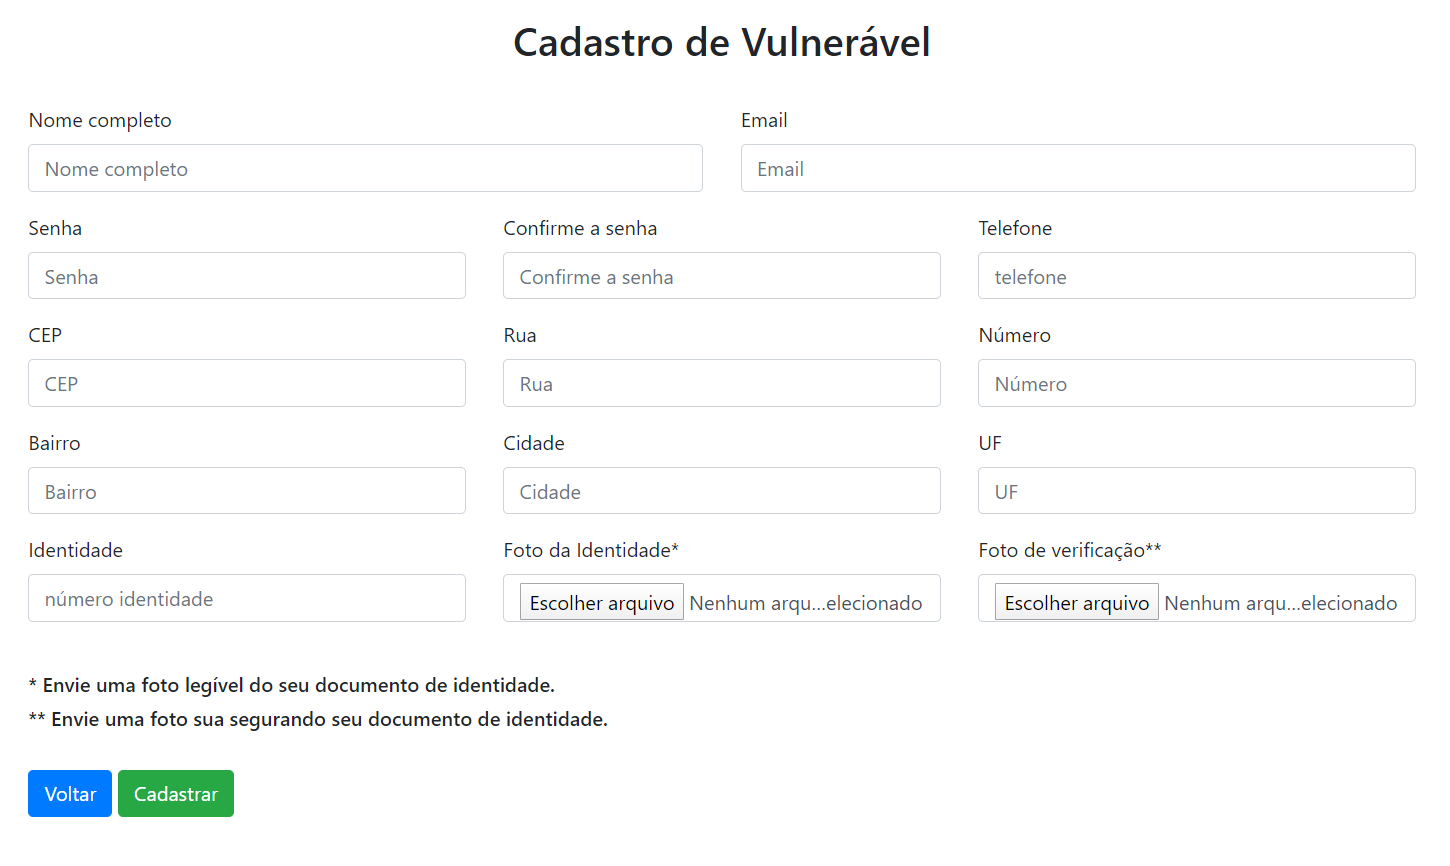 Cadastro de Vulnerável
Nome completo Email
Nome completo Email
Senha Confirme a senha Telefone
Senha Confirme a senha telefone
CEP Rua Número
CEP Rua Número
Bairro Cidade UF
Bairro Cidade UF
Identidade Foto da Identidade* Foto de verificação**
número identidade Escolher arquivo Nenhum arqu...elecionado Escolher arquivo Nenhum arqu...elecionado
* Envie uma foto legível do seu documento de identidade.
** Envie uma foto sua segurando seu documento de identidade.
Voltar Cadastrar